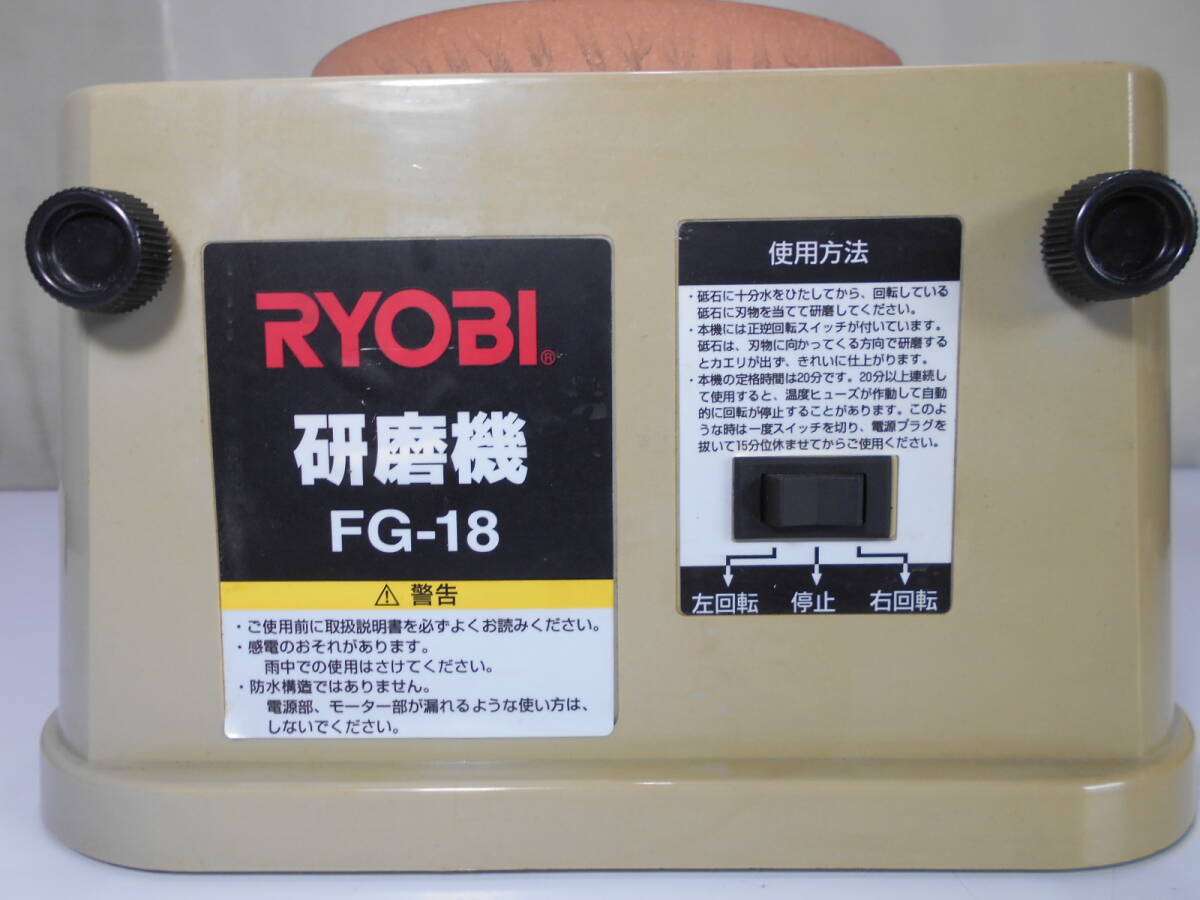 RYOBI®
研磨機
FG-18
⚠ 警告
・ご使用前に取扱説明書を必ずよくお読みください。
・感電のおそれがあります。
雨中での使用はさけてください。
・防水構造ではありません。
電源部、モーター部が漏れるような使い方は、
しないでください。
使用方法
・砥石に十分水をひたしてから、回転している
砥石に刃物を当てて研磨してください。
・本機には正逆回転スイッチが付いています。
砥石は、刃物に向かってくる方向で研磨する
とカエリが出ず、きれいに仕上がります。
・本機の定格時間は20分です。20分以上連続し
て使用すると、温度ヒューズが作動して自動
的に回転が停止することがあります。このよ
うな時は一度スイッチを切り、電源プラグを
抜いて15分位休ませてからご使用ください。
左回転 停止 右回転